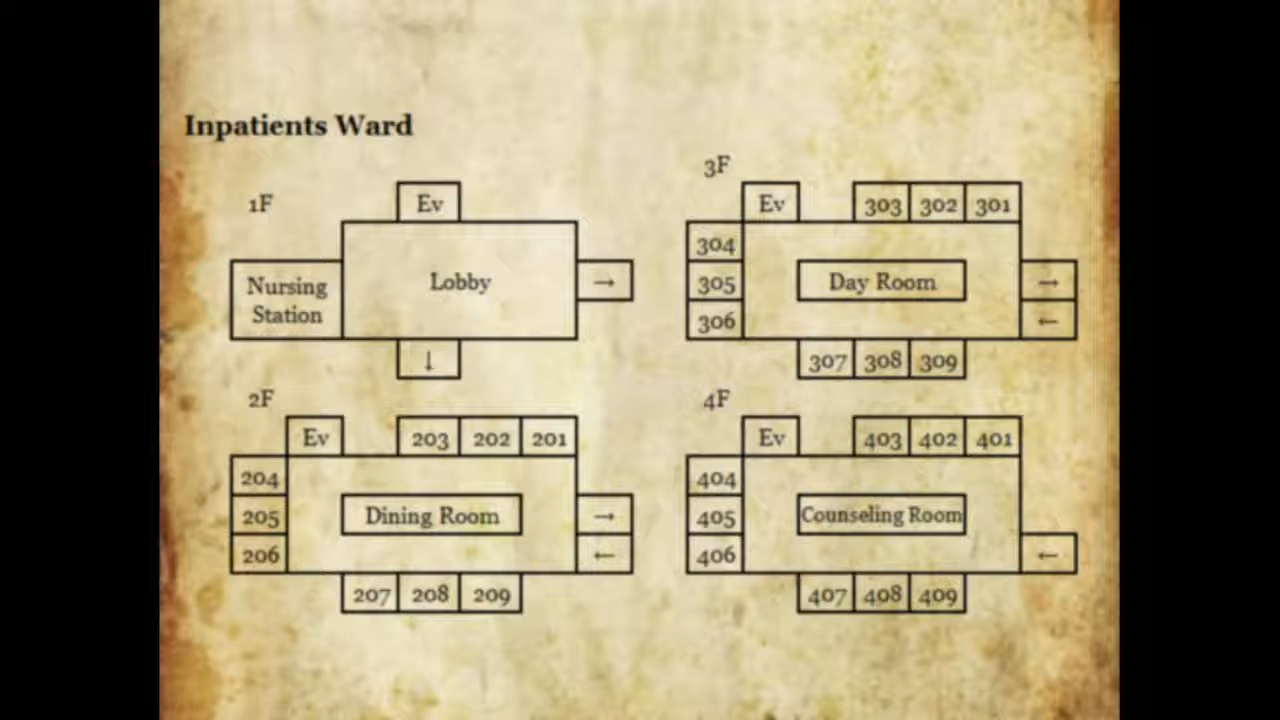 Inpatients Ward
1F
Ev
Nursing
Station
Lobby
→
↓
2F
Ev 203 202 201
204
205
206
Dining Room
→
←
207 208 209
3F
Ev 303 302 301
304
305
306
Day Room
→
←
307 308 309
4F
Ev 403 402 401
404
405
406
Counseling Room
←
407 408 409